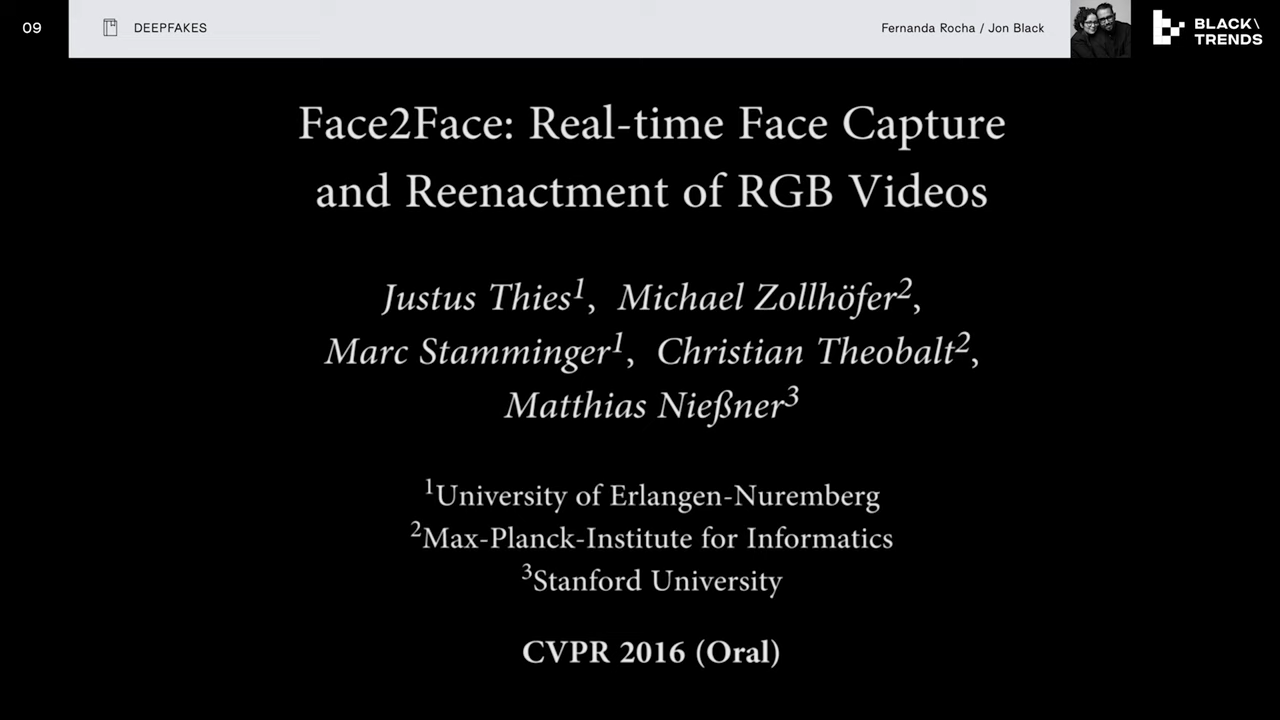 09
DEEPFAKES
Fernanda Rocha / Jon Black
BLACK\
TRENDS
Face2Face: Real-time Face Capture
and Reenactment of RGB Videos
Justus Thies¹, Michael Zollhöfer²,
Marc Stamminger¹, Christian Theobalt²,
Matthias Nießner³
¹University of Erlangen-Nuremberg
²Max-Planck-Institute for Informatics
³Stanford University
CVPR 2016 (Oral)